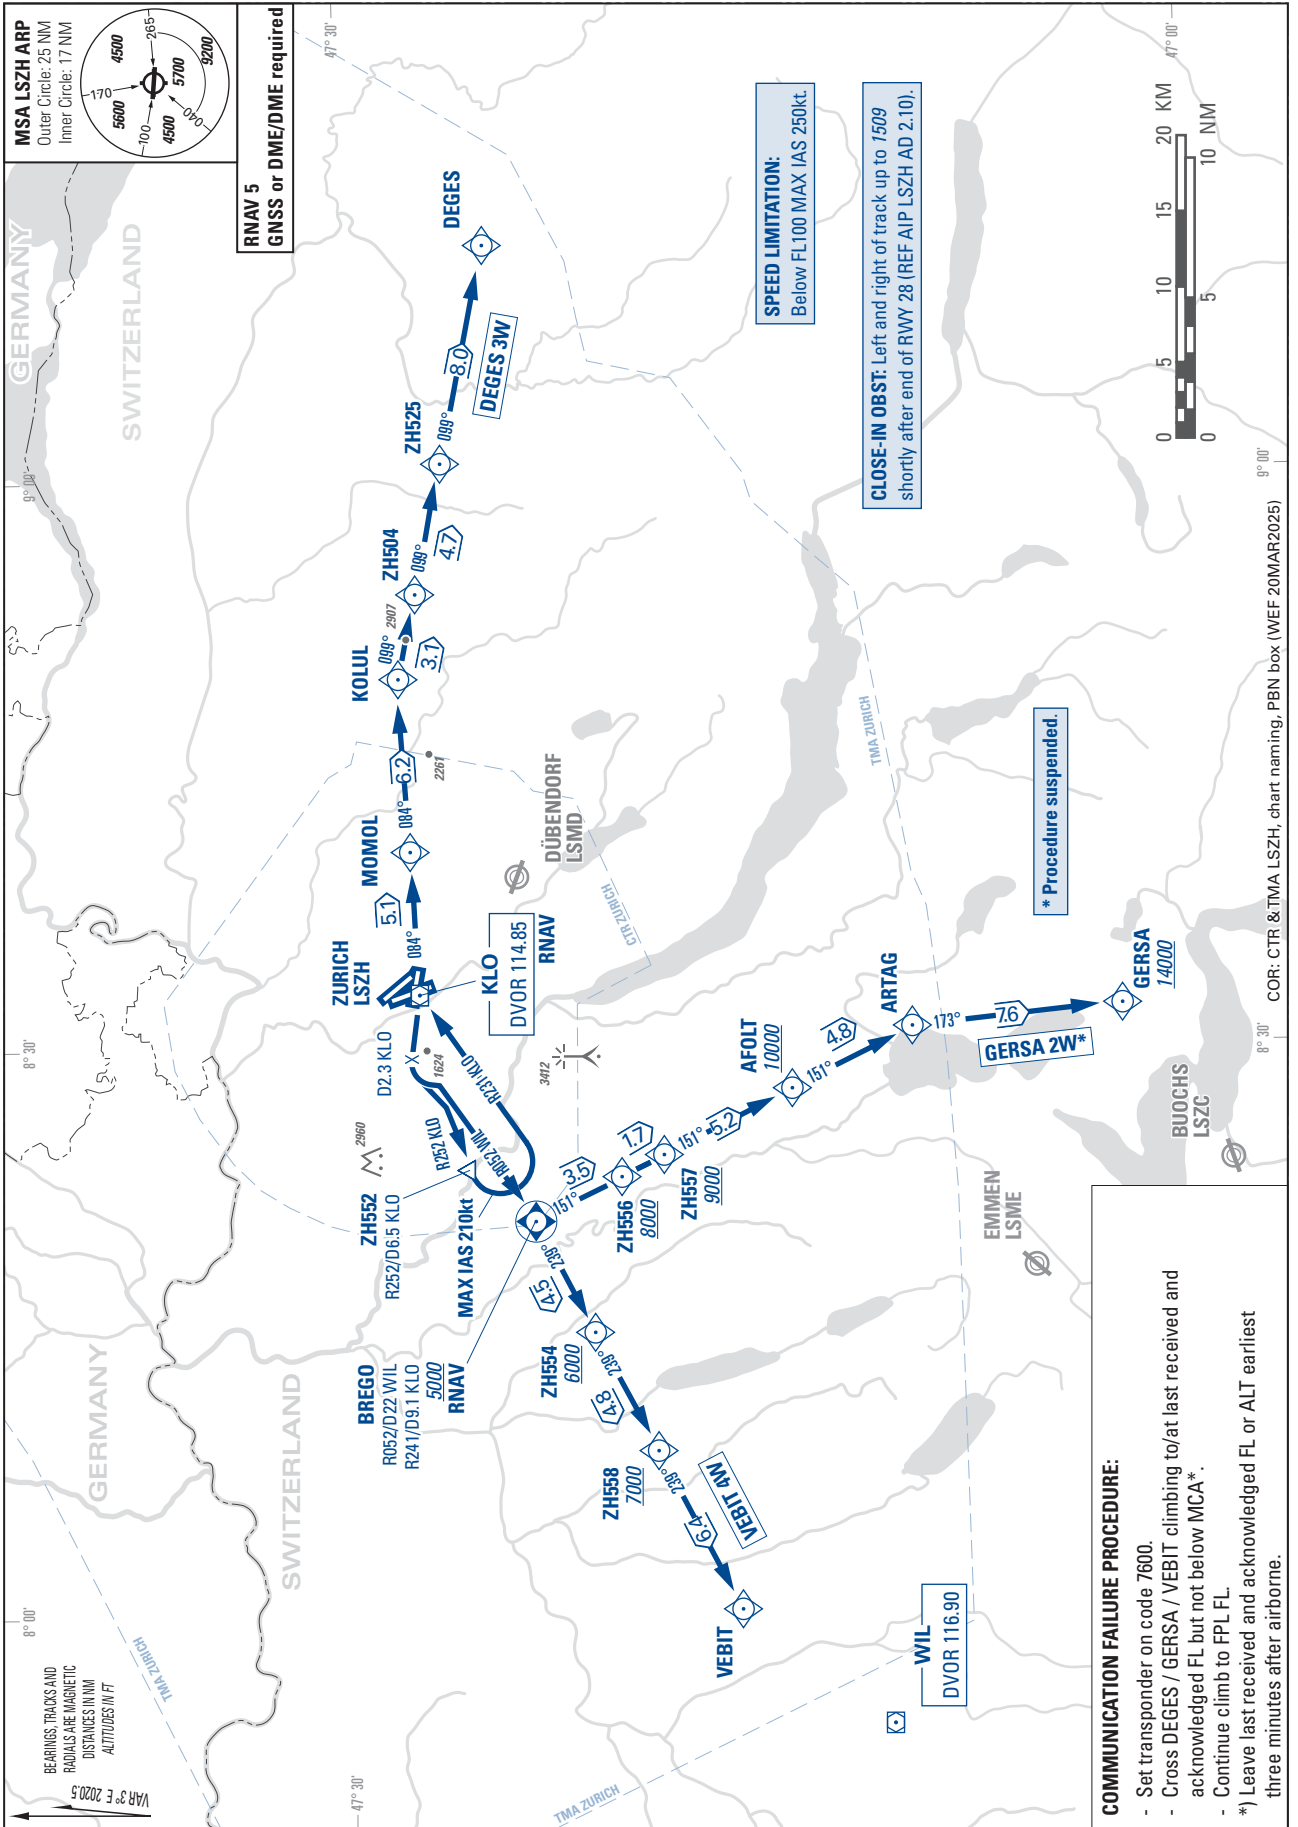 BEARINGS, TRACKS AND
RADIALS ARE MAGNETIC
DISTANCES IN NM
ALTITUDES IN FT
VAR 3° E 2020.5
8° 00'
8° 30'
9° 00'
MSA LSZH ARP
Outer Circle: 25 NM
Inner Circle: 17 NM
170
265
100
040
5600
4500
4500
5700
9200
RNAV 5
GNSS or DME/DME required
GERMANY
SWITZERLAND
GERMANY
SWITZERLAND
TMA ZURICH
47° 30'
47° 30'
ZURICH
LSZH
D2.3 KLO
X
1624
2960
084°
5.1
MOMOL
084°
6.2
2261
KOLUL
099°
2907
3.1
ZH504
099°
4.7
ZH525
099°
8.0
DEGES 3W
DEGES
KLO
DVOR 114.85
RNAV
DÜBENDORF
LSMD
CTR ZURICH
3412
R252 KLO
R052 WIL
R231 KLO
ZH552
R252/D6.5 KLO
MAX IAS 210kt
BREGO
R052/D22 WIL
R241/D9.1 KLO
5000
RNAV
239°
4.5
ZH554
6000
239°
4.8
ZH558
7000
239°
6.4
VEBIT 4W
VEBIT
151°
3.5
ZH556
8000
1.7
ZH557
9000
151°
5.2
AFOLT
10000
151°
4.8
ARTAG
173°
7.6
GERSA 2W*
GERSA
14000
WIL
DVOR 116.90
TMA ZURICH
TMA ZURICH
EMMEN
LSME
BUOCHS
LSZC
* Procedure suspended.
SPEED LIMITATION:
Below FL100 MAX IAS 250kt.
CLOSE-IN OBST: Left and right of track up to 1509
shortly after end of RWY 28 (REF AIP LSZH AD 2.10).
COMMUNICATION FAILURE PROCEDURE:
- Set transponder on code 7600.
- Cross DEGES / GERSA / VEBIT climbing to/at last received and
acknowledged FL but not below MCA*.
- Continue climb to FPL FL.
*) Leave last received and acknowledged FL or ALT earliest
three minutes after airborne.
0 5 10 15 20 KM
0 5 10 NM
47° 00'
8° 30'
9° 00'
COR: CTR & TMA LSZH, chart naming, PBN box (WEF 20MAR2025)